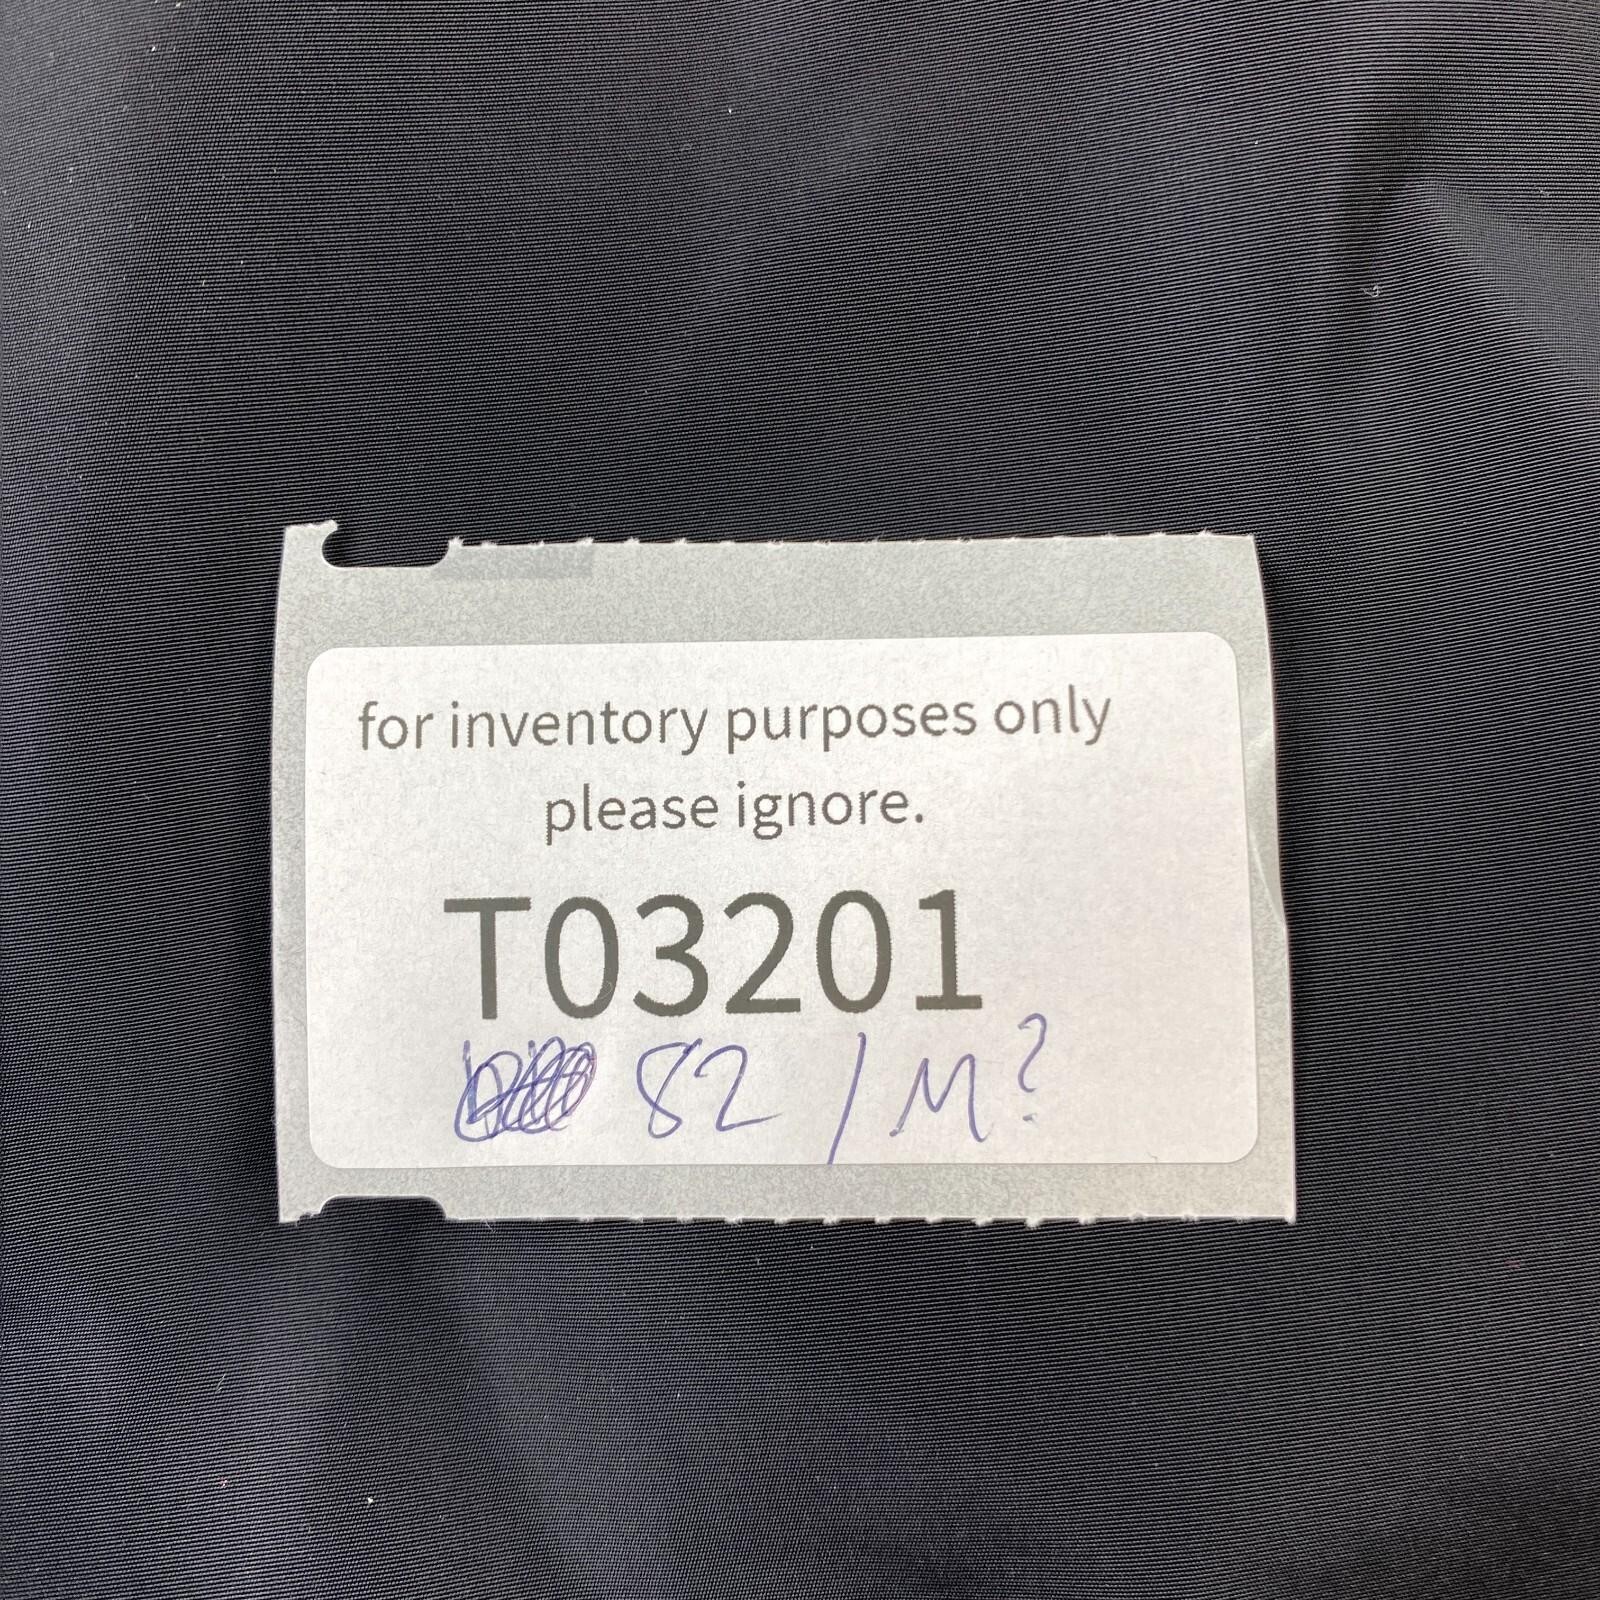 for inventory purposes only
please ignore.
T03201
82 / M?